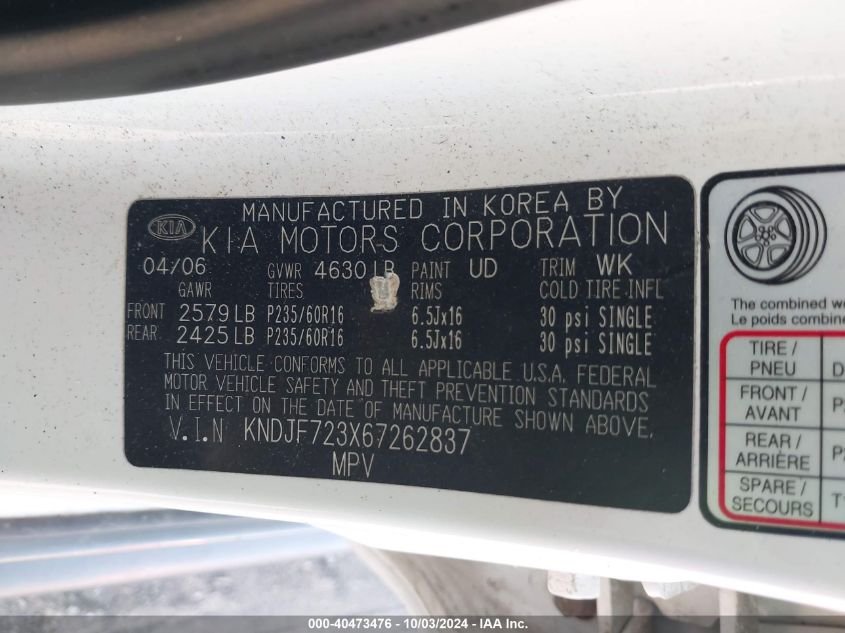 MANUFACTURED IN KOREA BY
KIA KIA MOTORS CORPORATION
04/06 GVWR 4630 LB PAINT UD TRIM WK
GAWR TIRES RIMS COLD TIRE INFL
FRONT 2579 LB P235/60R16 6.5Jx16 30 psi SINGLE
REAR 2425 LB P235/60R16 6.5Jx16 30 psi SINGLE
THIS VEHICLE CONFORMS TO ALL APPLICABLE U.S.A. FEDERAL
MOTOR VEHICLE SAFETY AND THEFT PREVENTION STANDARDS
IN EFFECT ON THE DATE OF MANUFACTURE SHOWN ABOVE.
V.I.N KNDJF723X67262837
MPV
The combined
Le poids combiné
TIRE /
PNEU
FRONT /
AVANT
REAR /
ARRIÈRE
SPARE /
SECOURS
000-40473476 - 10/03/2024 - IAA Inc.